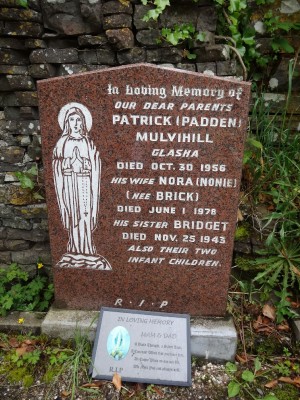 In Loving Memory of
OUR DEAR PARENTS
PATRICK (PADDEN)
MULVIHILL
GLASHA
DIED OCT. 30 1956
HIS WIFE NORA (NONIE)
(NEE BRICK)
DIED JUNE 1 1978
HIS SISTER BRIDGET
DIED NOV. 25 1943
ALSO THEIR TWO
INFANT CHILDREN.
R. I. P
IN LOVING MEMORY
R.I.P